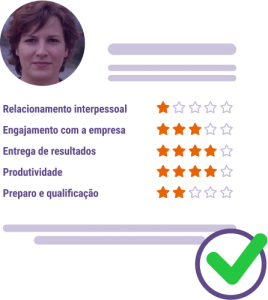 Relacionamento interpessoal
Engajamento com a empresa
Entrega de resultados
Produtividade
Preparo e qualificação